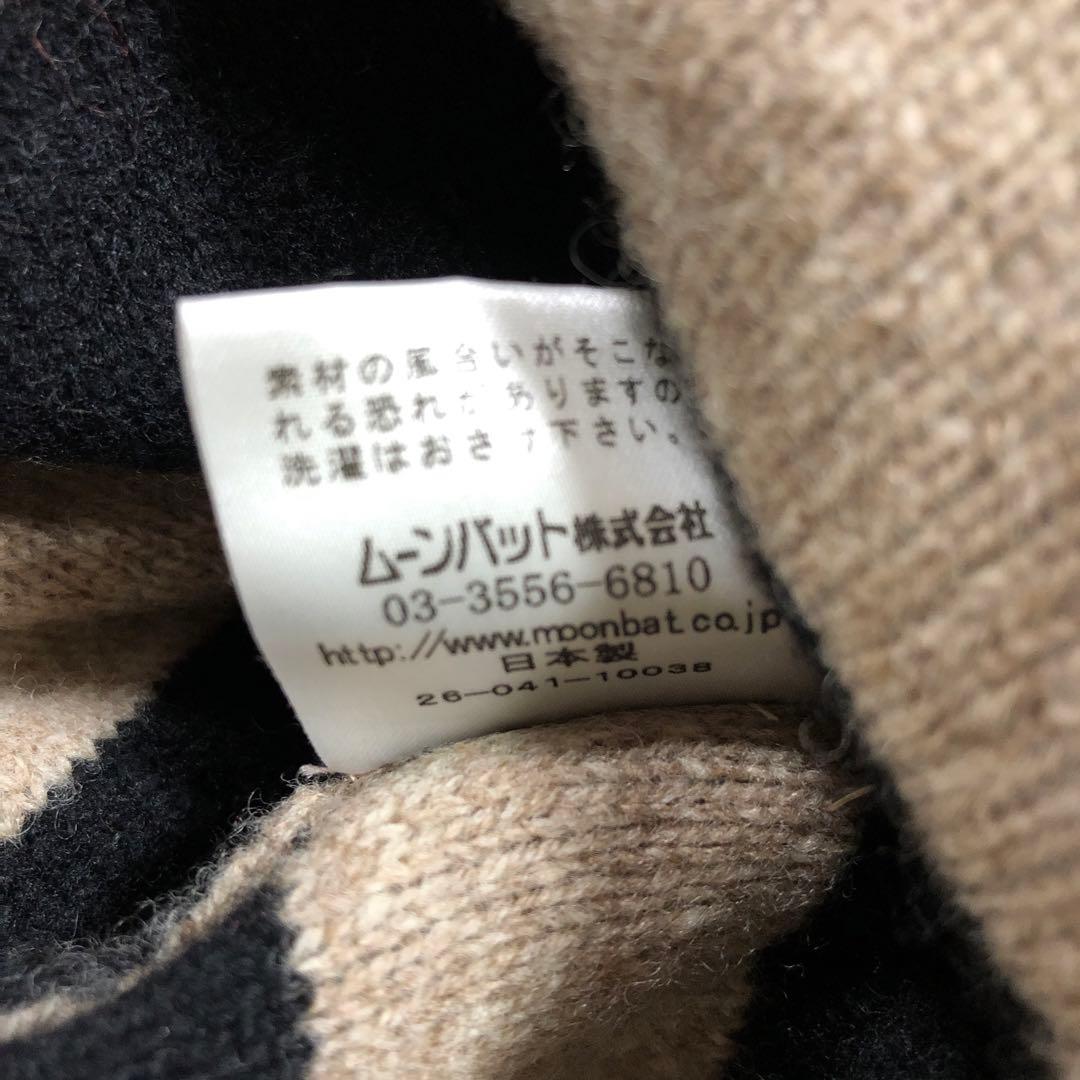 素材の風合いがそこな
れる恐れがありますの
洗濯はおさけ下さい。
ムーンバット株式会社
03-3556-6810
http://www.moonbat.co.jp
日本製
26-041-10038